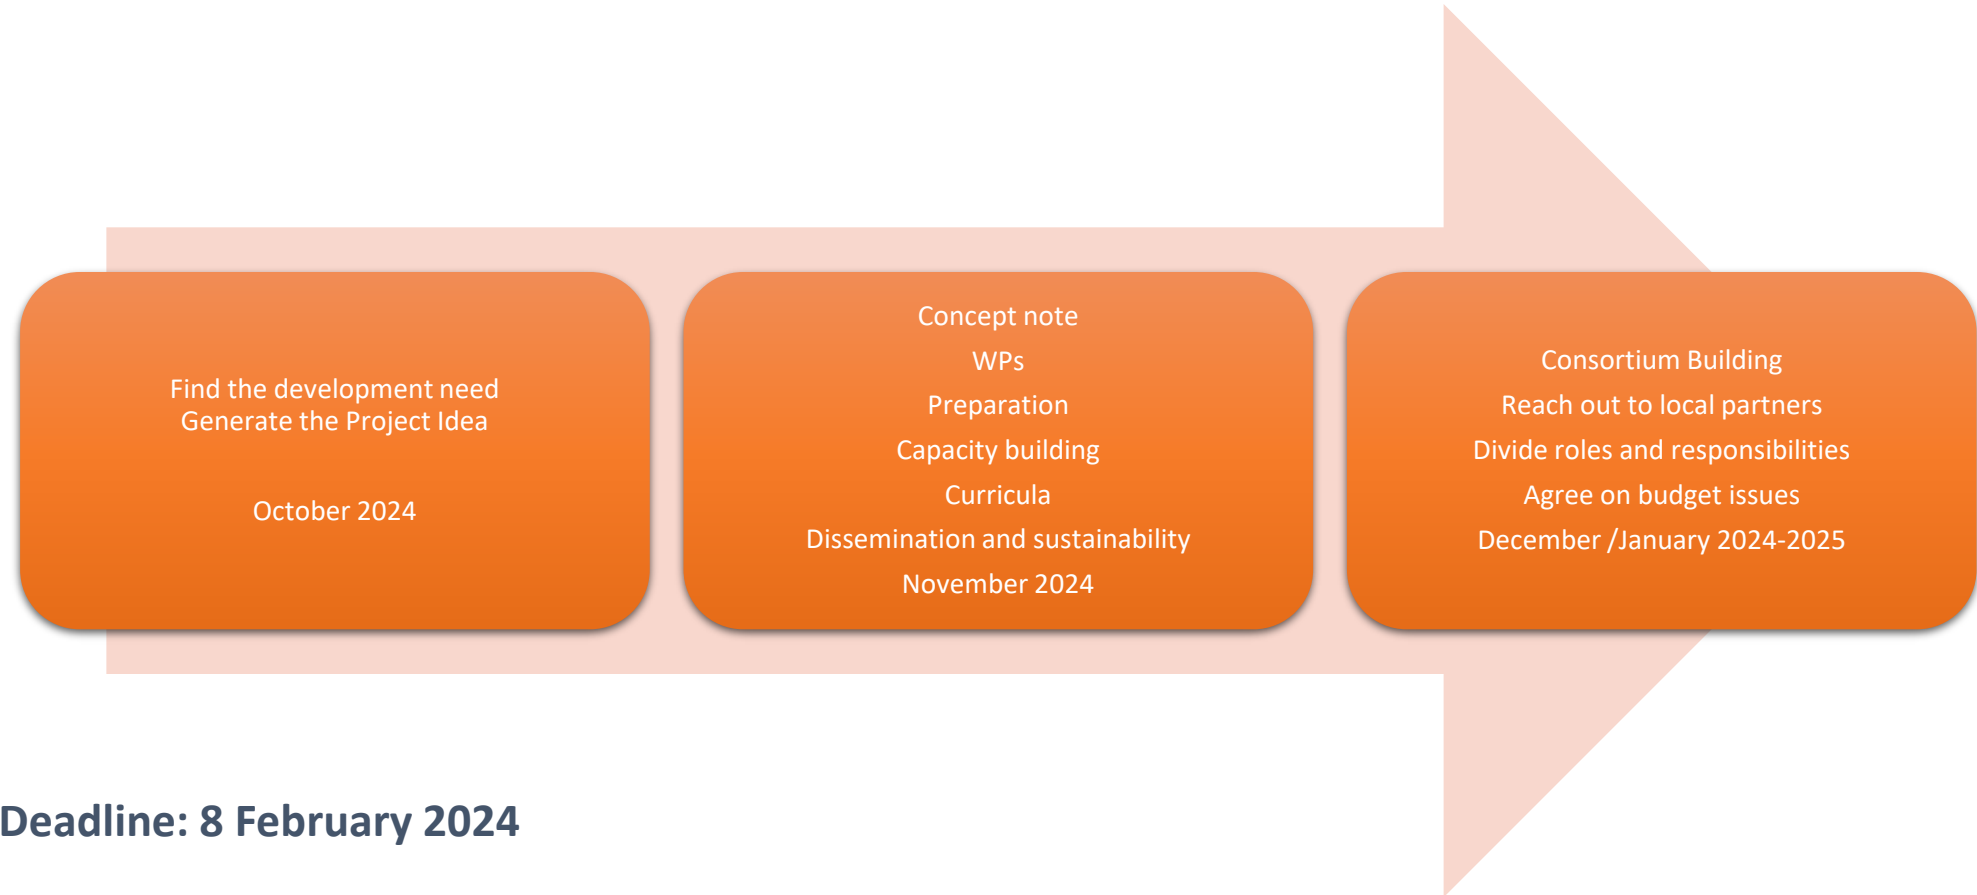 Find the development need
Generate the Project Idea
October 2024
Concept note
WPs
Preparation
Capacity building
Curricula
Dissemination and sustainability
November 2024
Consortium Building
Reach out to local partners
Divide roles and responsibilities
Agree on budget issues
December /January 2024-2025
Deadline: 8 February 2024